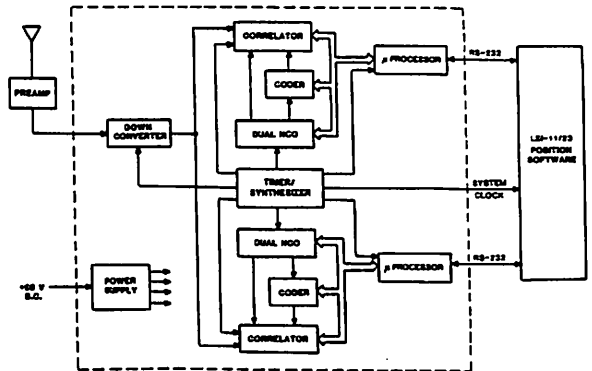 CORRELATOR
μ PROCESSOR
RS-232
PREAMP
CODER
DOWN
CONVERTER
DUAL NCO
LSI-11/23
POSITION
SOFTWARE
TIMER/
SYNTHESIZER
SYSTEM
CLOCK
DUAL NCO
μ PROCESSOR
RS-232
POWER
SUPPLY
V
D.C.
CODER
CORRELATOR